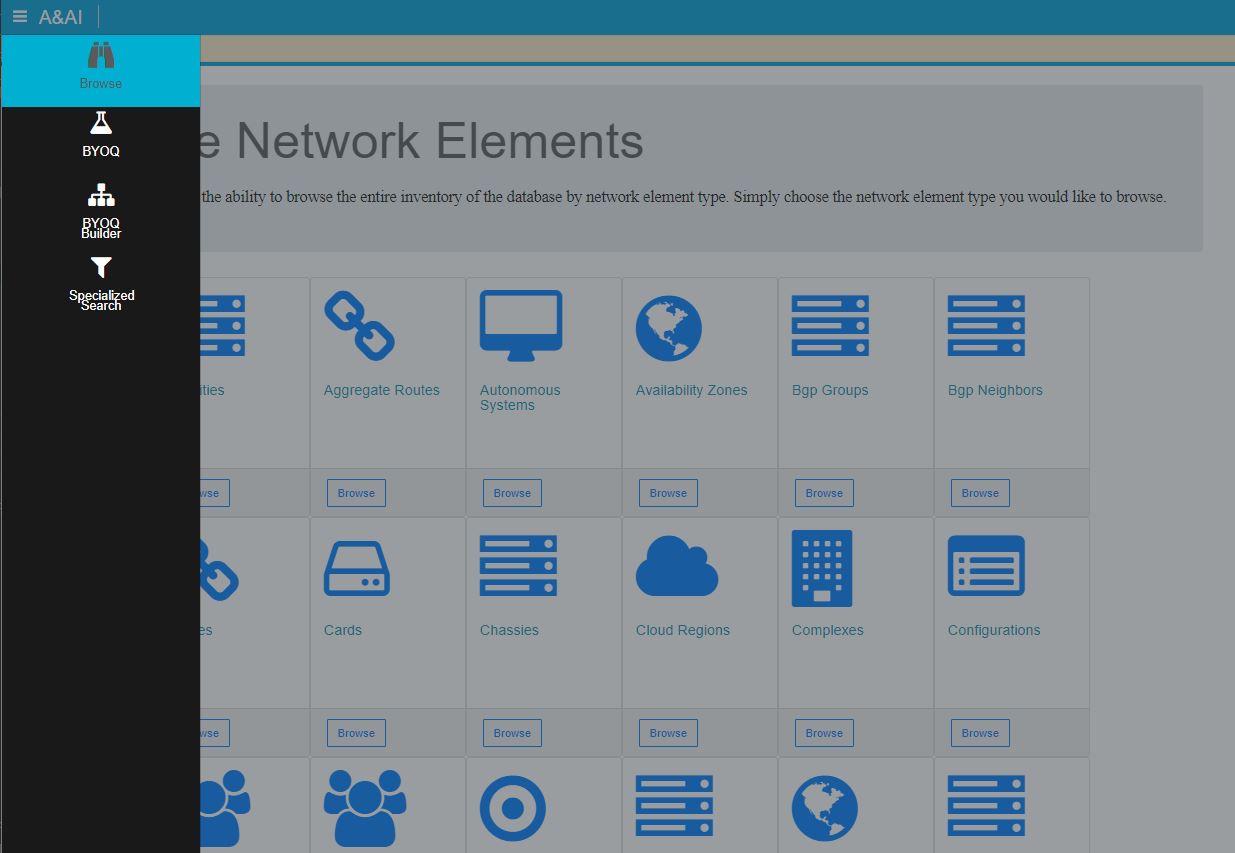 A&AI
Browse
BYOQ
BYOQ
Builder
Specialized
Search
e Network Elements
the ability to browse the entire inventory of the database by network element type. Simply choose the network element type you would like to browse.
ities
Aggregate Routes
Autonomous
Systems
Availability Zones
Bgp Groups
Bgp Neighbors
wse
Browse
Browse
Browse
Browse
Browse
es
Cards
Chassies
Cloud Regions
Complexes
Configurations
wse
Browse
Browse
Browse
Browse
Browse